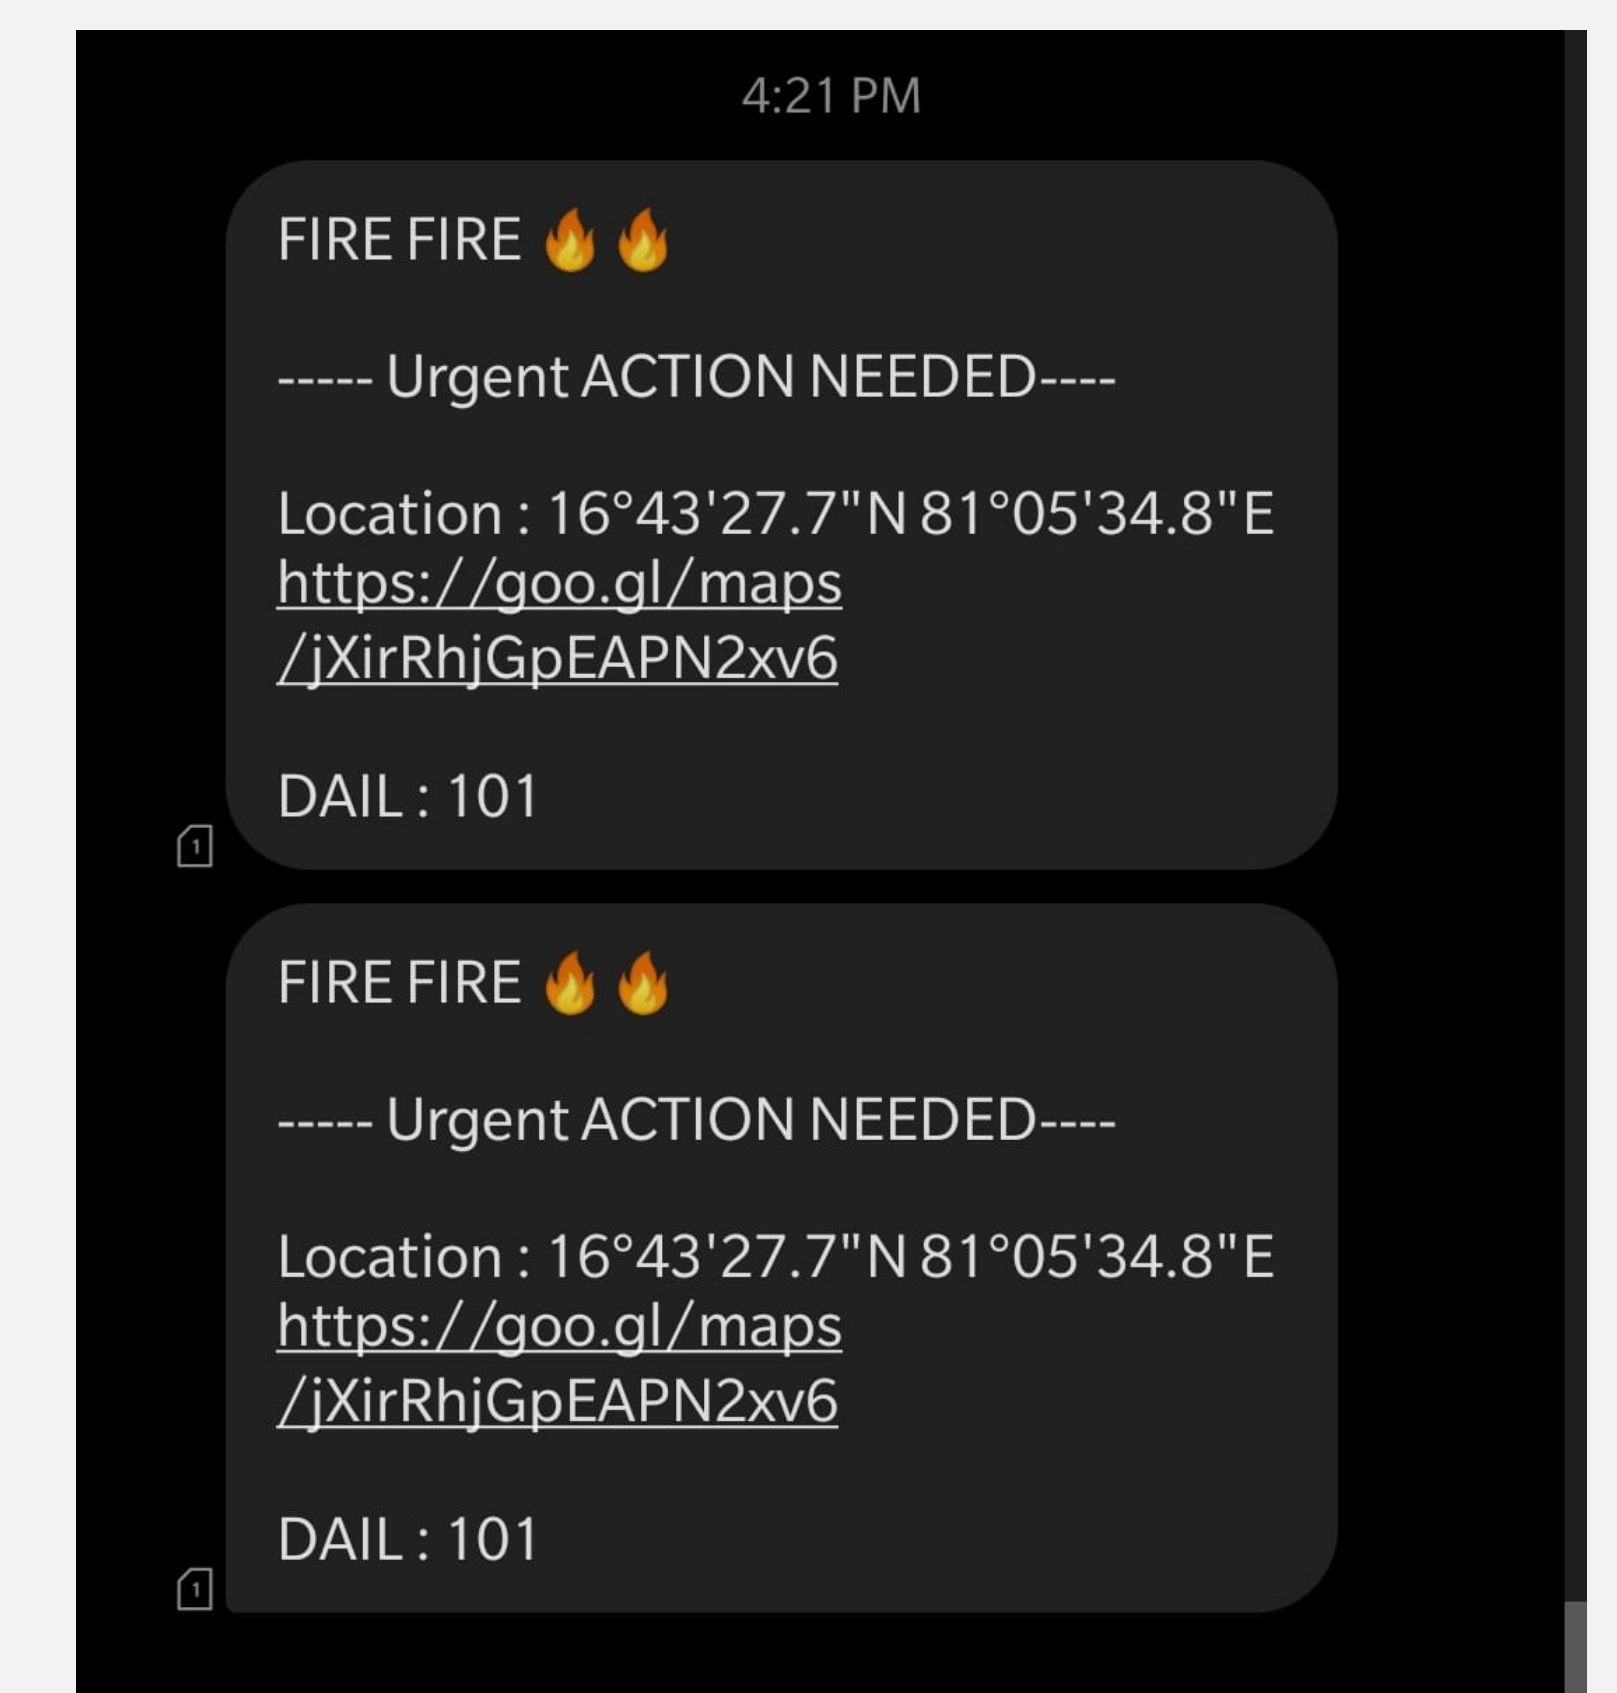 4:21 PM
FIRE FIRE 🔥 🔥
----- Urgent ACTION NEEDED----
Location : 16°43'27.7"N 81°05'34.8"E
https://goo.gl/maps
/jXirRhjGpEAPN2xv6
DAIL : 101
1
FIRE FIRE 🔥 🔥
----- Urgent ACTION NEEDED----
Location : 16°43'27.7"N 81°05'34.8"E
https://goo.gl/maps
/jXirRhjGpEAPN2xv6
DAIL : 101
1